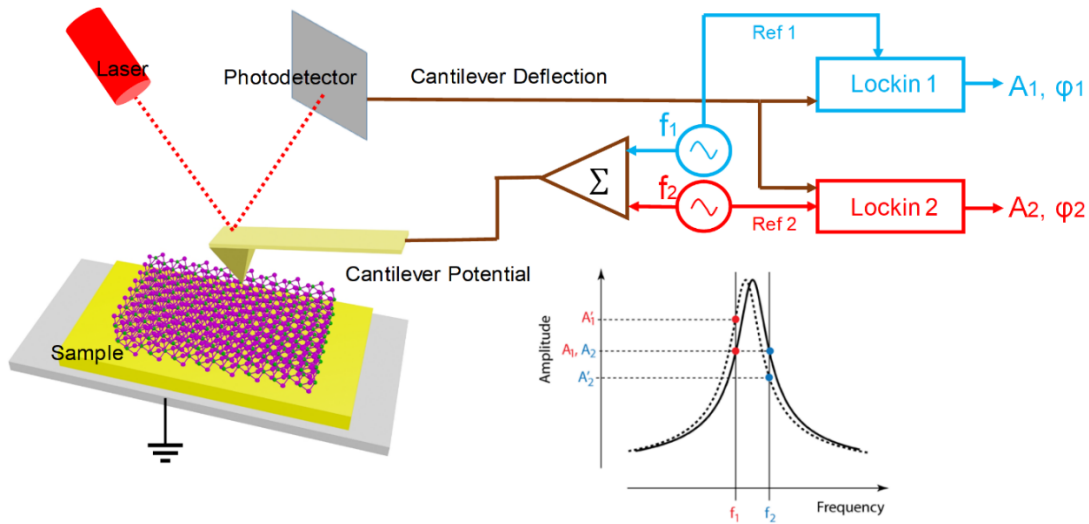 Laser
Photodetector
Cantilever Deflection
Ref 1
Lockin 1
A1, φ1
f1
Σ
f2
Ref 2
Lockin 2
A2, φ2
Cantilever Potential
Sample
Amplitude
A'1
A1, A2
A'2
f1
f2
Frequency